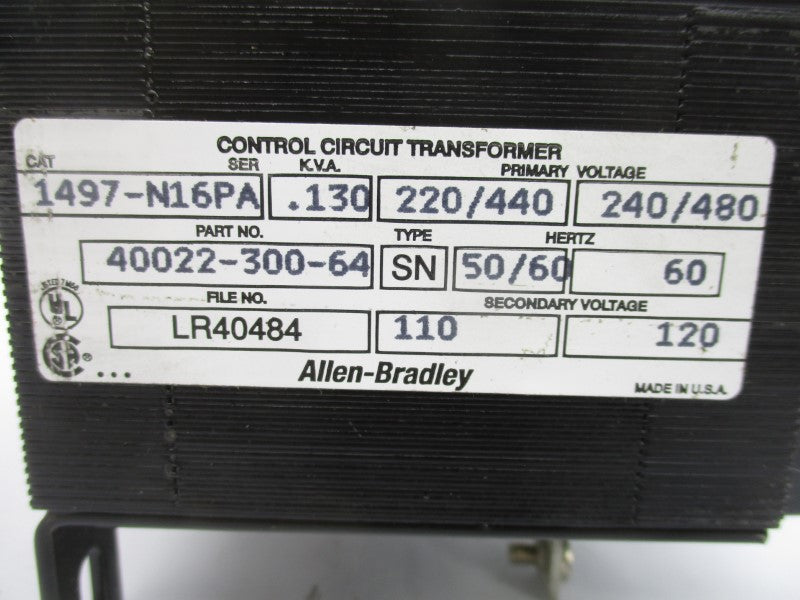 CONTROL CIRCUIT TRANSFORMER
CAT SER K.V.A. PRIMARY VOLTAGE
1497-N16PA .130 220/440 240/480
PART NO. TYPE HERTZ
40022-300-64 SN 50/60 60
FILE NO. SECONDARY VOLTAGE
LR40484 110 120
UL
®
Allen-Bradley
MADE IN U.S.A.